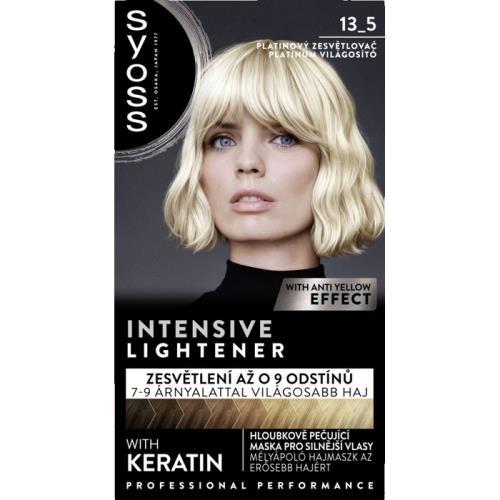 syoss
EST. OSAKA, JAPAN 1977
13_5
PLATINOVÝ ZESVĚTLOVAČ
PLATINUM VILÁGOSÍTÓ
WITH ANTI YELLOW
EFFECT
INTENSIVE
LIGHTENER
ZESVĚTLENÍ AŽ O 9 ODSTÍNŮ
7-9 ÁRNYALATTAL VILÁGOSABB HAJ
WITH
KERATIN
HLOUBKOVĚ PEČUJÍCÍ
MASKA PRO SILNĚJŠÍ VLASY
MÉLYÁPOLÓ HAJMASZK AZ
ERŐSEBB HAJÉRT
PROFESSIONAL PERFORMANCE